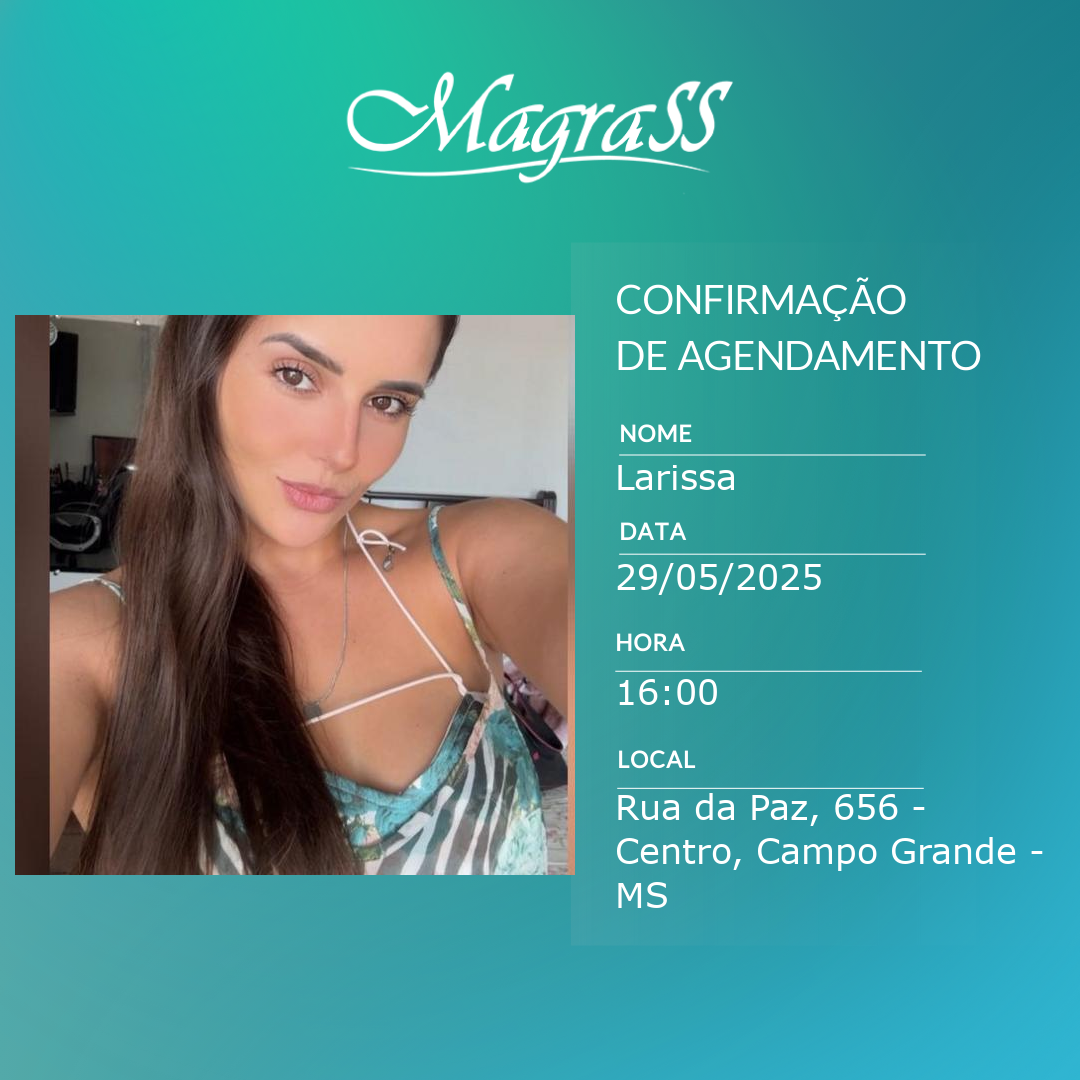 MagraSS
CONFIRMAÇÃO
DE AGENDAMENTO
NOME
Larissa
DATA
29/05/2025
HORA
16:00
LOCAL
Rua da Paz, 656 -
Centro, Campo Grande -
MS